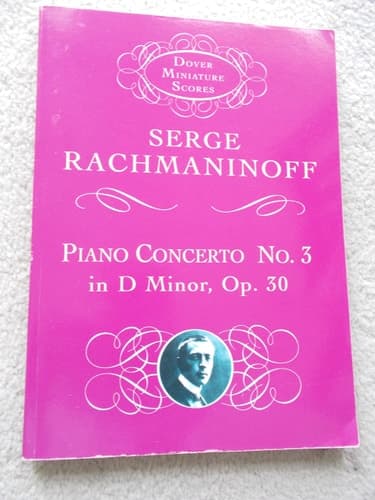 DOVER
MINIATURE
SCORES
SERGE
RACHMANINOFF
PIANO CONCERTO NO. 3
in D Minor, Op. 30